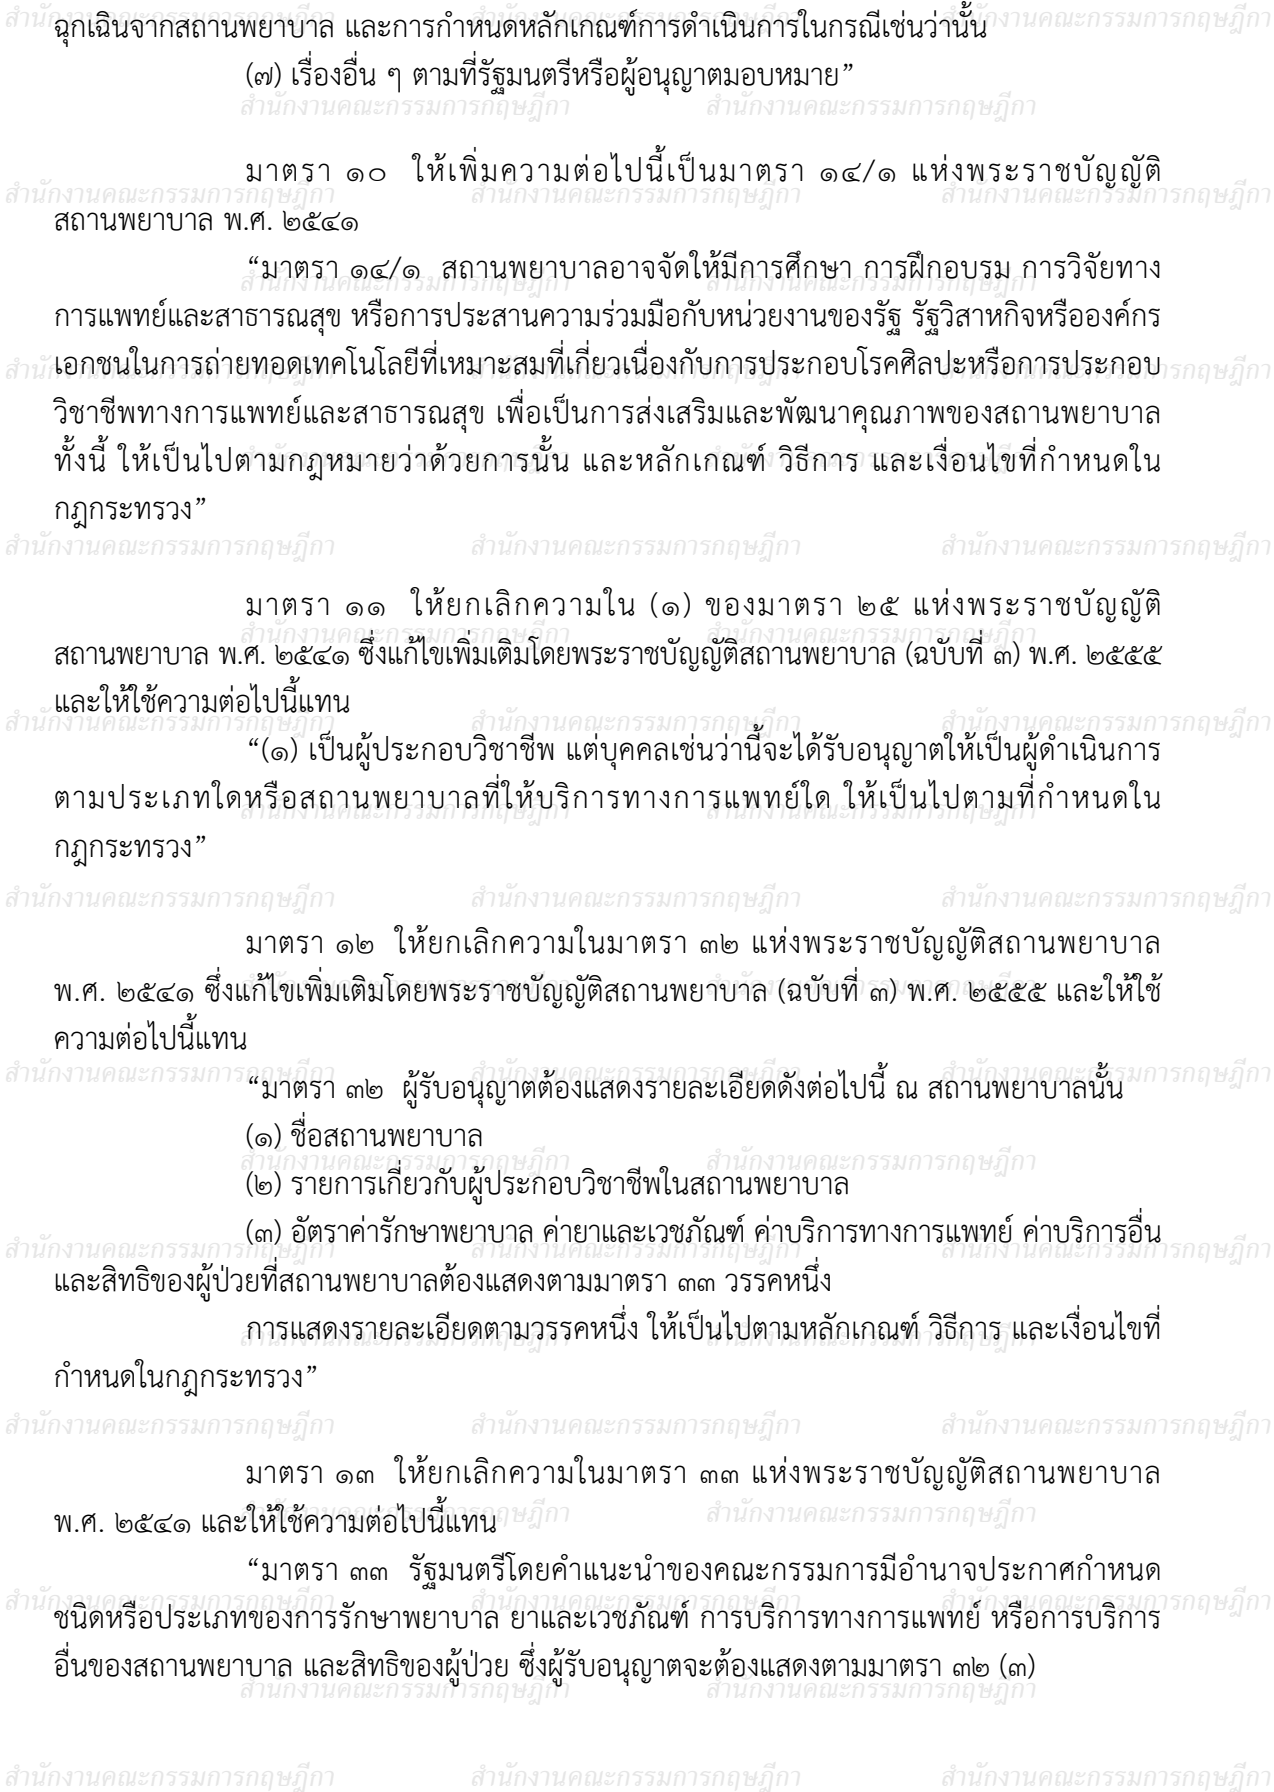 ฉุกเฉินจากสถานพยาบาล และการกำหนดหลักเกณฑ์การดำเนินการในกรณีเช่นว่านั้น
(๗) เรื่องอื่น ๆ ตามที่รัฐมนตรีหรือผู้อนุญาตมอบหมาย”
มาตรา ๑๐ ให้เพิ่มความต่อไปนี้เป็นมาตรา ๑๔/๑ แห่งพระราชบัญญัติ
สถานพยาบาล พ.ศ. ๒๕๔๑
“มาตรา ๑๔/๑ สถานพยาบาลอาจจัดให้มีการศึกษา การฝึกอบรม การวิจัยทาง
การแพทย์และสาธารณสุข หรือการประสานความร่วมมือกับหน่วยงานของรัฐ รัฐวิสาหกิจหรือองค์กร
เอกชนในการถ่ายทอดเทคโนโลยีที่เหมาะสมที่เกี่ยวเนื่องกับการประกอบโรคศิลปะหรือการประกอบ
วิชาชีพทางการแพทย์และสาธารณสุข เพื่อเป็นการส่งเสริมและพัฒนาคุณภาพของสถานพยาบาล
ทั้งนี้ ให้เป็นไปตามกฎหมายว่าด้วยการนั้น และหลักเกณฑ์ วิธีการ และเงื่อนไขที่กำหนดใน
กฎกระทรวง”
มาตรา ๑๑ ให้ยกเลิกความใน (๑) ของมาตรา ๒๕ แห่งพระราชบัญญัติ
สถานพยาบาล พ.ศ. ๒๕๔๑ ซึ่งแก้ไขเพิ่มเติมโดยพระราชบัญญัติสถานพยาบาล (ฉบับที่ ๓) พ.ศ. ๒๕๕๕
และให้ใช้ความต่อไปนี้แทน
“(๑) เป็นผู้ประกอบวิชาชีพ แต่บุคคลเช่นว่านี้จะได้รับอนุญาตให้เป็นผู้ดำเนินการ
ตามประเภทใดหรือสถานพยาบาลที่ให้บริการทางการแพทย์ใด ให้เป็นไปตามที่กำหนดใน
กฎกระทรวง”
มาตรา ๑๒ ให้ยกเลิกความในมาตรา ๓๒ แห่งพระราชบัญญัติสถานพยาบาล
พ.ศ. ๒๕๔๑ ซึ่งแก้ไขเพิ่มเติมโดยพระราชบัญญัติสถานพยาบาล (ฉบับที่ ๓) พ.ศ. ๒๕๕๕ และให้ใช้
ความต่อไปนี้แทน
“มาตรา ๓๒ ผู้รับอนุญาตต้องแสดงรายละเอียดดังต่อไปนี้ ณ สถานพยาบาลนั้น
(๑) ชื่อสถานพยาบาล
(๒) รายการเกี่ยวกับผู้ประกอบวิชาชีพในสถานพยาบาล
(๓) อัตราค่ารักษาพยาบาล ค่ายาและเวชภัณฑ์ ค่าบริการทางการแพทย์ ค่าบริการอื่น
และสิทธิของผู้ป่วยที่สถานพยาบาลต้องแสดงตามมาตรา ๓๓ วรรคหนึ่ง
การแสดงรายละเอียดตามวรรคหนึ่ง ให้เป็นไปตามหลักเกณฑ์ วิธีการ และเงื่อนไขที่
กำหนดในกฎกระทรวง”
มาตรา ๑๓ ให้ยกเลิกความในมาตรา ๓๓ แห่งพระราชบัญญัติสถานพยาบาล
พ.ศ. ๒๕๔๑ และให้ใช้ความต่อไปนี้แทน
“มาตรา ๓๓ รัฐมนตรีโดยคำแนะนำของคณะกรรมการมีอำนาจประกาศกำหนด
ชนิดหรือประเภทของการรักษาพยาบาล ยาและเวชภัณฑ์ การบริการทางการแพทย์ หรือการบริการ
อื่นของสถานพยาบาล และสิทธิของผู้ป่วย ซึ่งผู้รับอนุญาตจะต้องแสดงตามมาตรา ๓๒ (๓)
สำนักงานคณะกรรมการกฤษฎีกา สำนักงานคณะกรรมการกฤษฎีกา สำนักงานคณะกรรมการกฤษฎีกา